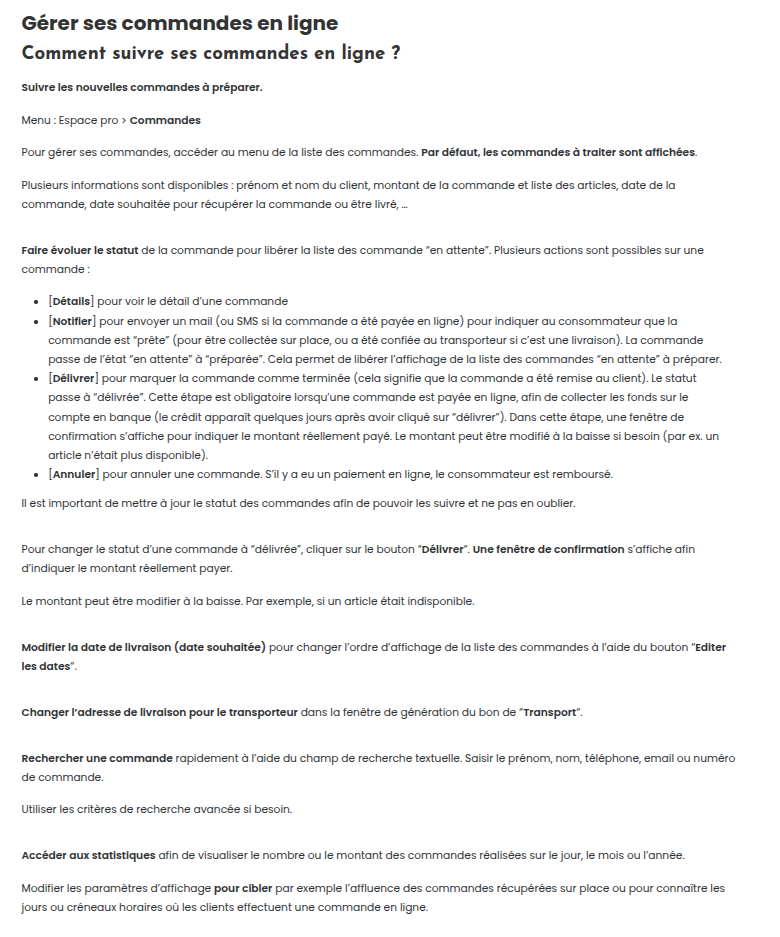 Gérer ses commandes en ligne
Comment suivre ses commandes en ligne ?
Suivre les nouvelles commandes à préparer.
Menu : Espace pro > Commandes
Pour gérer ses commandes, accéder au menu de la liste des commandes. Par défaut, les commandes à traiter sont affichées.
Plusieurs informations sont disponibles : prénom et nom du client, montant de la commande et liste des articles, date de la
commande, date souhaitée pour récupérer la commande ou être livré, ...
Faire évoluer le statut de la commande pour libérer la liste des commande “en attente”. Plusieurs actions sont possibles sur une
commande :
• [Détails] pour voir le détail d’une commande
• [Notifier] pour envoyer un mail (ou SMS si la commande a été payée en ligne) pour indiquer au consommateur que la
commande est “prête” (pour être collectée sur place, ou a été confiée au transporteur si c’est une livraison). La commande
passe de l’état “en attente” à “préparée”. Cela permet de libérer l’affichage de la liste des commandes “en attente” à préparer.
• [Délivrer] pour marquer la commande comme terminée (cela signifie que la commande a été remise au client). Le statut
passe à “délivrée”. Cette étape est obligatoire lorsqu’une commande est payée en ligne, afin de collecter les fonds sur le
compte en banque (le crédit apparaît quelques jours après avoir cliqué sur “délivrer”). Dans cette étape, une fenêtre de
confirmation s’affiche pour indiquer le montant réellement payé. Le montant peut être modifié à la baisse si besoin (par ex. un
article n’était plus disponible).
• [Annuler] pour annuler une commande. S’il y a eu un paiement en ligne, le consommateur est remboursé.
Il est important de mettre à jour le statut des commandes afin de pouvoir les suivre et ne pas en oublier.
Pour changer le statut d’une commande à “délivrée”, cliquer sur le bouton “Délivrer”. Une fenêtre de confirmation s’affiche afin
d’indiquer le montant réellement payer.
Le montant peut être modifier à la baisse. Par exemple, si un article était indisponible.
Modifier la date de livraison (date souhaitée) pour changer l’ordre d’affichage de la liste des commandes à l’aide du bouton “Editer
les dates”.
Changer l’adresse de livraison pour le transporteur dans la fenêtre de génération du bon de “Transport”.
Rechercher une commande rapidement à l’aide du champ de recherche textuelle. Saisir le prénom, nom, téléphone, email ou numéro
de commande.
Utiliser les critères de recherche avancée si besoin.
Accéder aux statistiques afin de visualiser le nombre ou le montant des commandes réalisées sur le jour, le mois ou l’année.
Modifier les paramètres d’affichage pour cibler par exemple l’affluence des commandes récupérées sur place ou pour connaître les
jours ou créneaux horaires où les clients effectuent une commande en ligne.